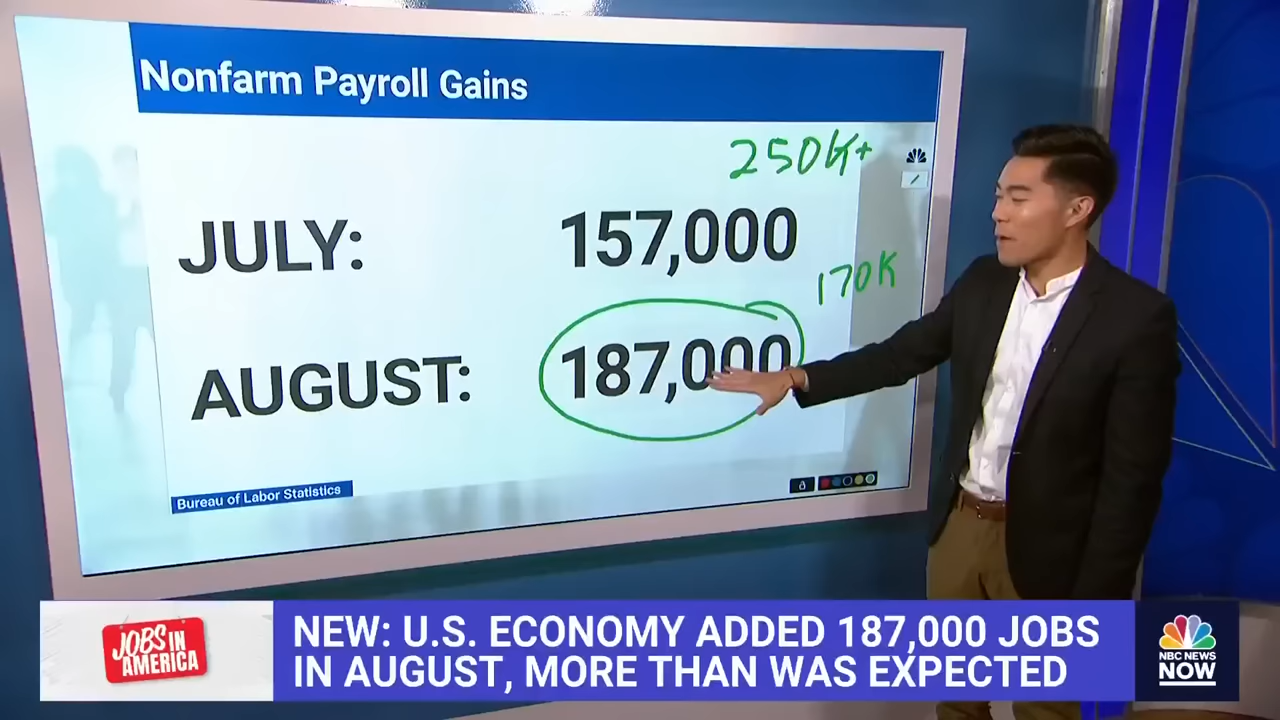 Nonfarm Payroll Gains
250K+
JULY: 157,000
170K
AUGUST: 187,000
Bureau of Labor Statistics
JOBS IN
AMERICA
NEW: U.S. ECONOMY ADDED 187,000 JOBS
IN AUGUST, MORE THAN WAS EXPECTED
NBC NEWS
NOW